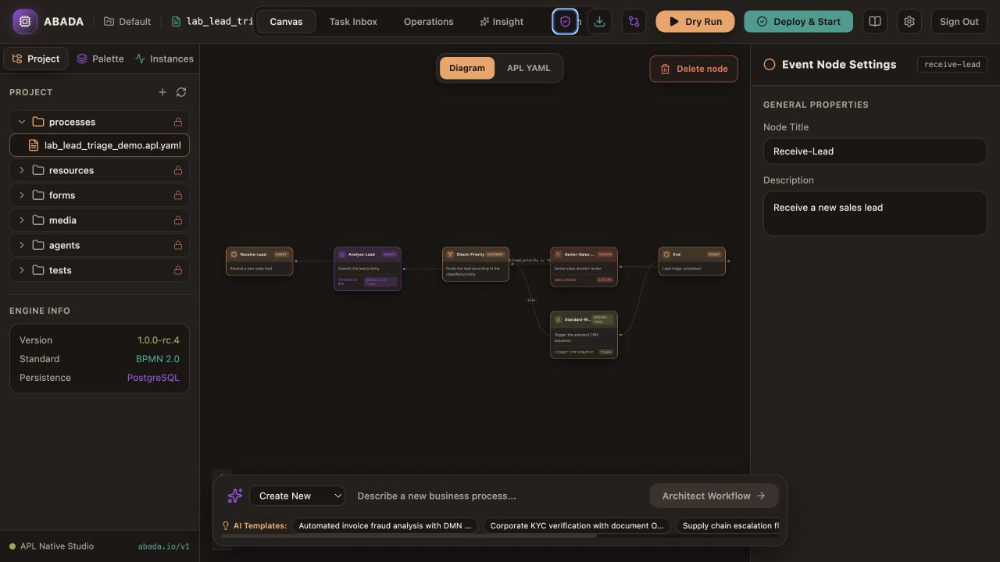 ABADA
Default
lab_lead_tri
Canvas
Task Inbox
Operations
Insight
Dry Run
Deploy & Start
Sign Out
Project
Palette
Instances
PROJECT
processes
lab_lead_triage_demo.apl.yaml
resources
forms
media
agents
tests
ENGINE INFO
Version 1.0.0-rc.4
Standard BPMN 2.0
Persistence PostgreSQL
APL Native Studio
abada.io/v1
Diagram
APL YAML
Delete node
Receive-Lead EVENT
Receive a new sales lead
Analyze-Lead AGENT
Classify the lead priority
Threshold:
Check-Priority GATEWAY
Route the lead according to the
classified priority
lead_priority ==
else
Senior-Sales-... HUMAN
Senior sales director review
SLA 24h
Standard-W...
Trigger the standard CRM
sequence
trigger-crm-sequence Engine
End EVENT
Lead triage completed
Create New
Describe a new business process...
Architect Workflow
AI Templates:
Automated invoice fraud analysis with DMN ...
Corporate KYC verification with document O...
Supply chain escalation fl
Event Node Settings
receive-lead
GENERAL PROPERTIES
Node Title
Receive-Lead
Description
Receive a new sales lead